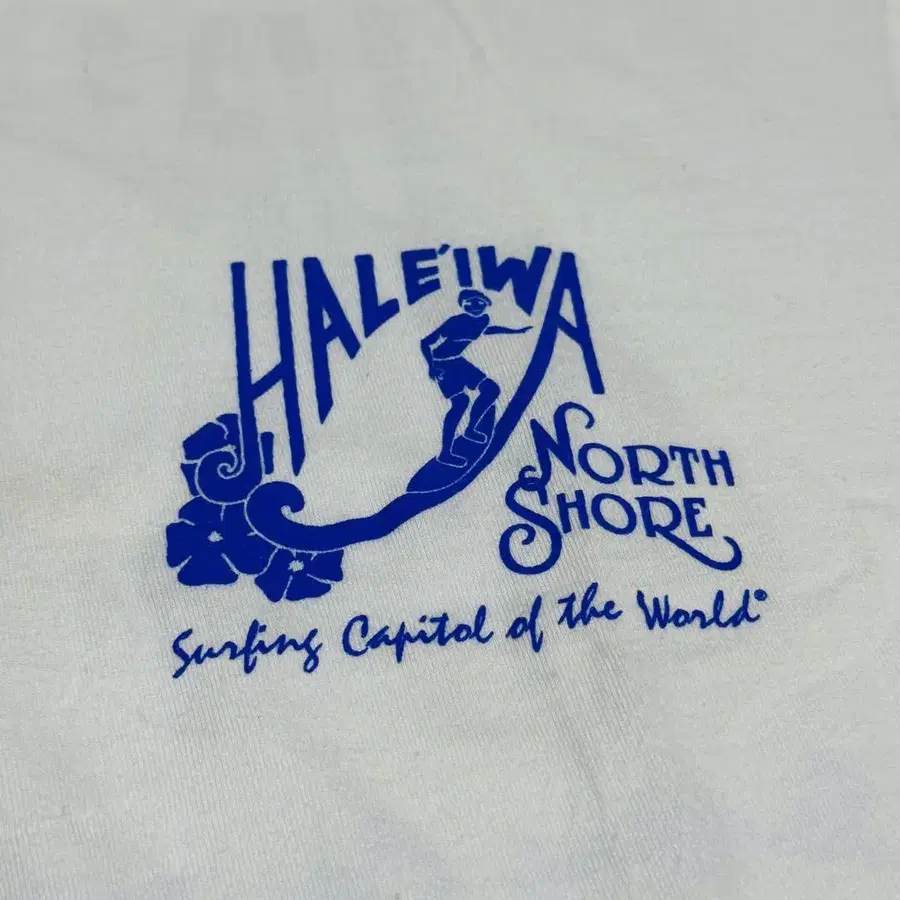 HALE'IWA
NORTH
SHORE
Surfing Capitol of the World®